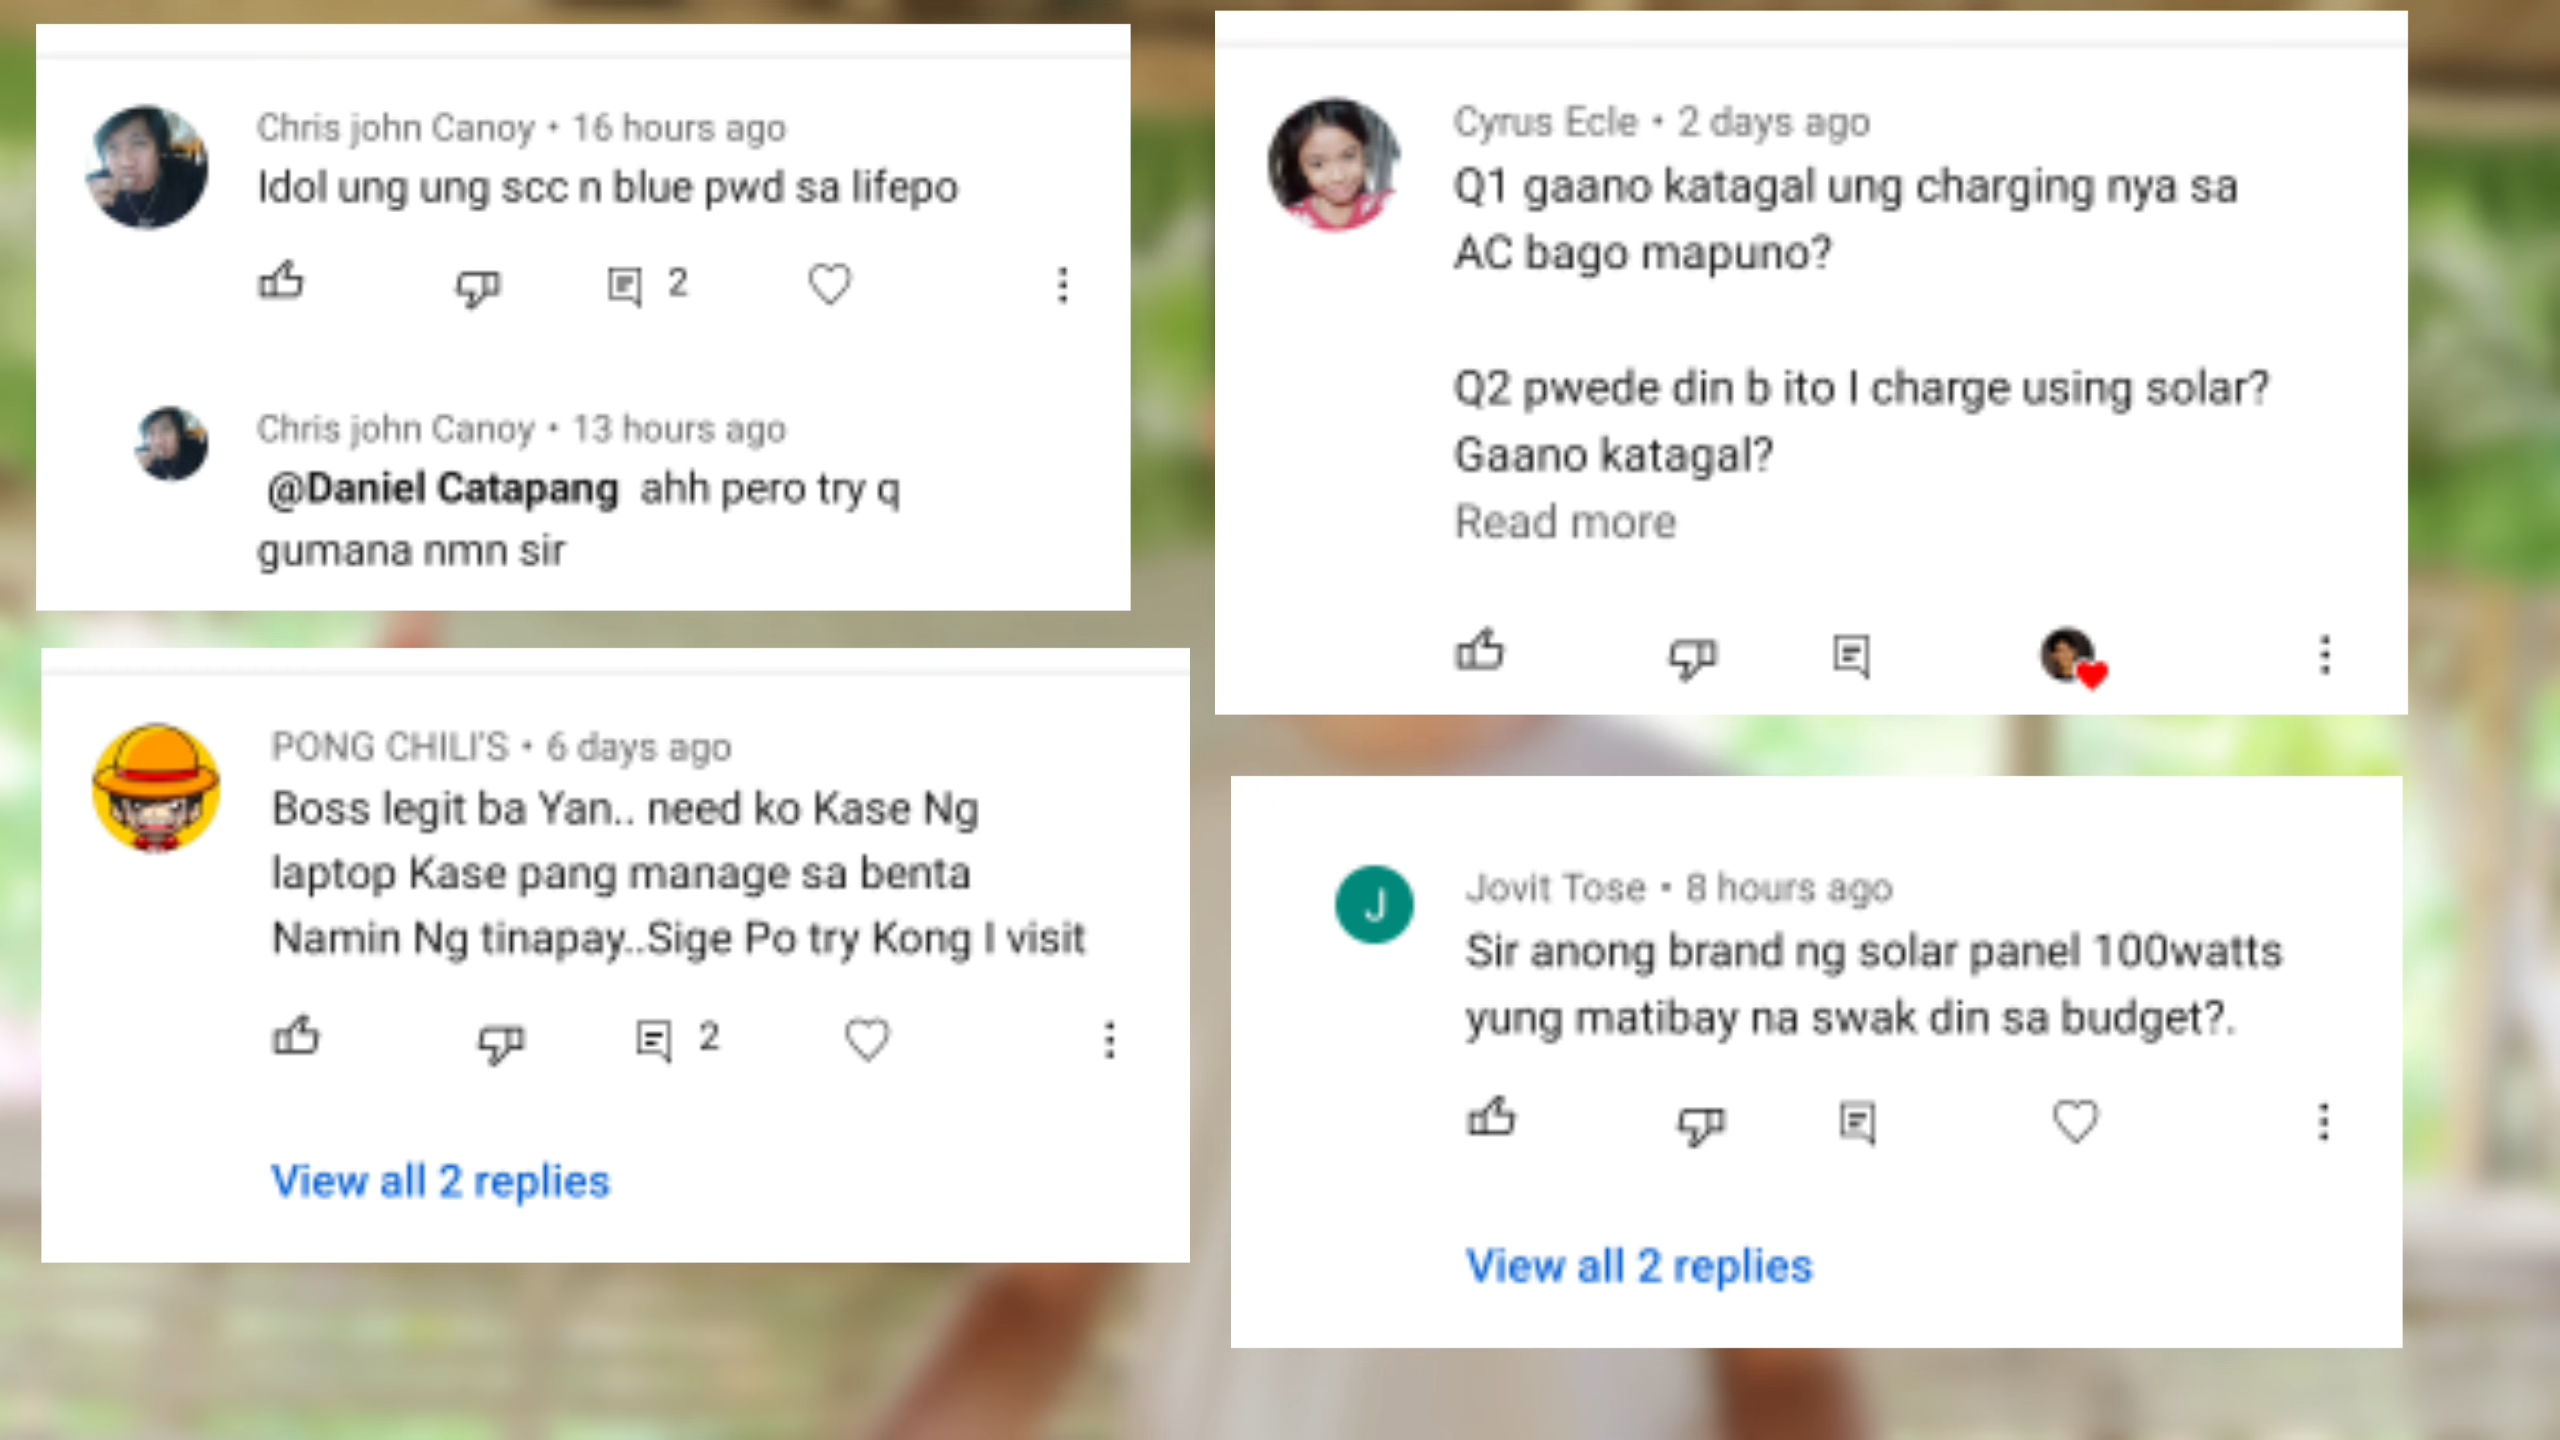 Chris john Canoy • 16 hours ago
Idol ung ung scc n blue pwd sa lifepo
2
Chris john Canoy • 13 hours ago
@Daniel Catapang ahh pero try q
gumana nmn sir
PONG CHILI'S • 6 days ago
Boss legit ba Yan.. need ko Kase Ng
laptop Kase pang manage sa benta
Namin Ng tinapay..Sige Po try Kong I visit
2
View all 2 replies
Cyrus Ecle • 2 days ago
Q1 gaano katagal ung charging nya sa
AC bago mapuno?
Q2 pwede din b ito I charge using solar?
Gaano katagal?
Read more
J
Jovit Tose • 8 hours ago
Sir anong brand ng solar panel 100watts
yung matibay na swak din sa budget?.
View all 2 replies